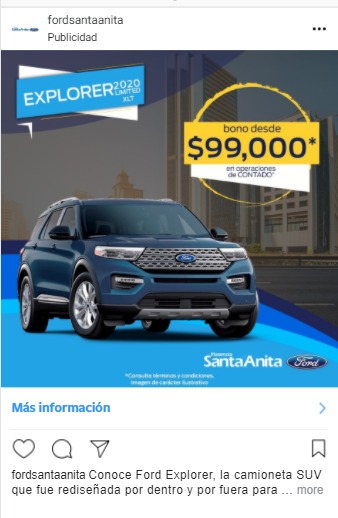 fordsantaanita
Publicidad
EXPLORER 2020
LIMITED
XLT
bono desde
$99,000*
en operaciones
de CONTADO*
SantaAnita Ford
*Consulte términos y condiciones.
Imagen de carácter ilustrativo
Más información
fordsantaanita Conoce Ford Explorer, la camioneta SUV
que fue rediseñada por dentro y por fuera para ... more